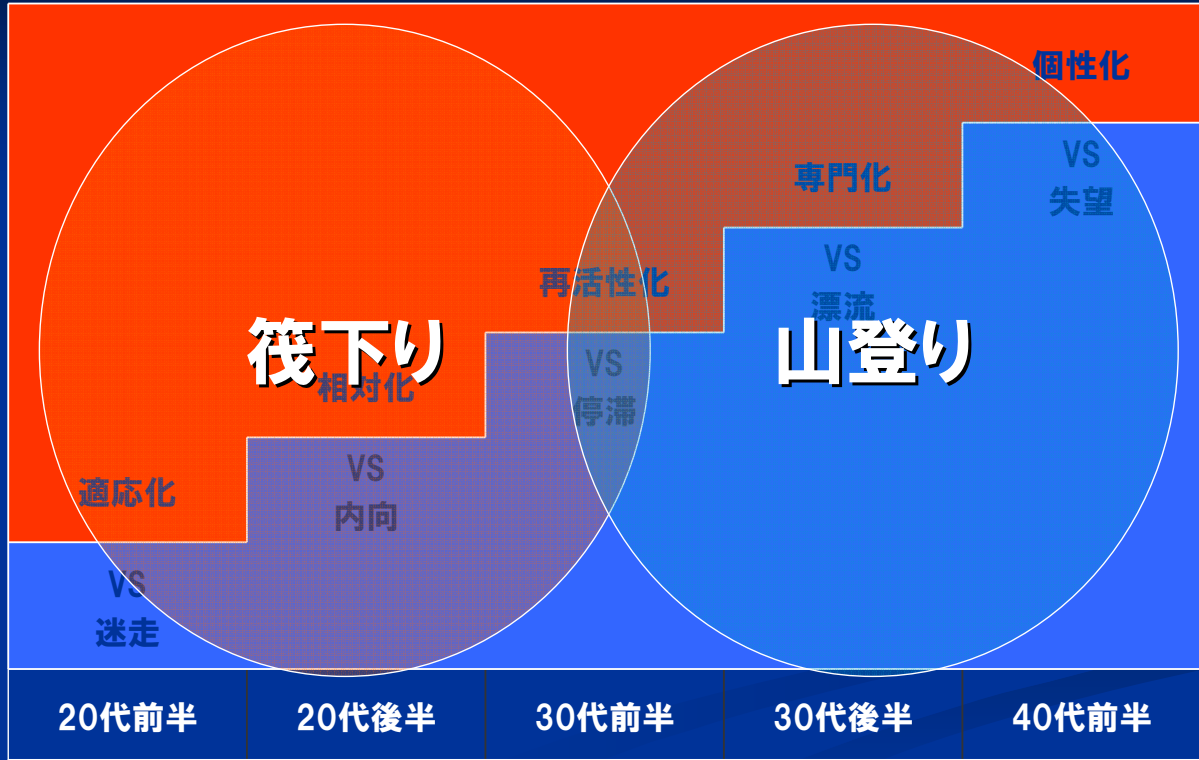 個性化
VS
失望
専門化
VS
漂流
再活性化
VS
停滞
筏下り
山登り
相対化
VS
内向
適応化
VS
迷走
20代前半
20代後半
30代前半
30代後半
40代前半